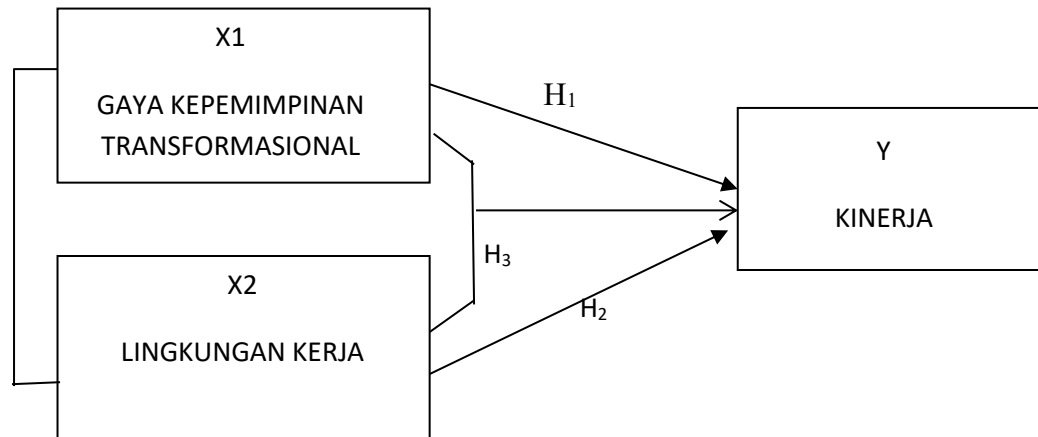 X1
GAYA KEPEMIMPINAN
TRANSFORMASIONAL
H₁
Y
KINERJA
H₃
X2
LINGKUNGAN KERJA
H₂